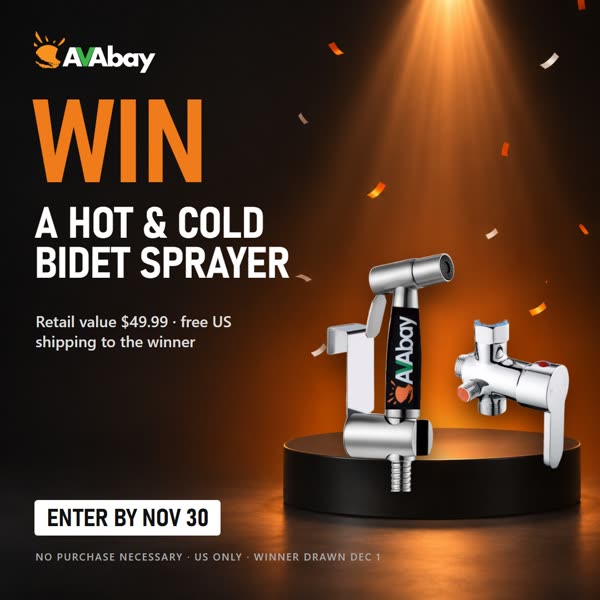 AVAbay
WIN
A HOT & COLD
BIDET SPRAYER
Retail value $49.99 · free US
shipping to the winner
AVAbay
ENTER BY NOV 30
NO PURCHASE NECESSARY · US ONLY · WINNER DRAWN DEC 1